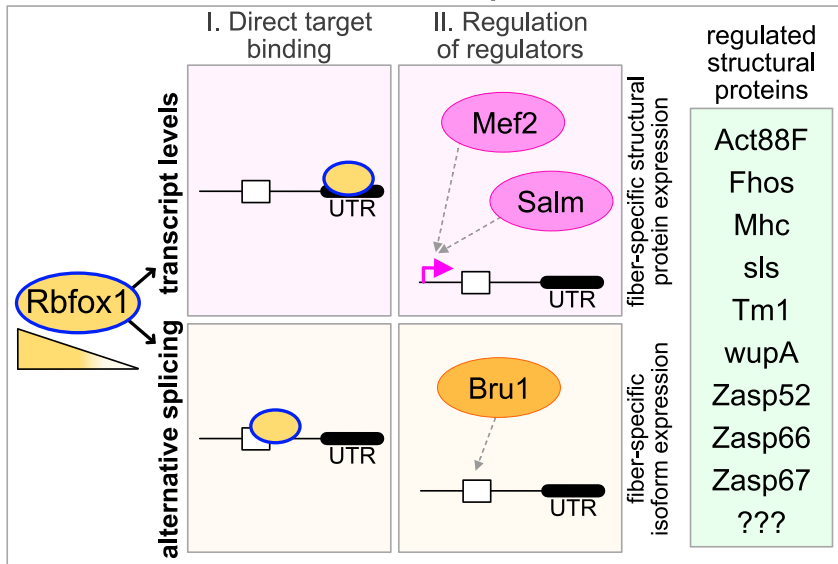 I. Direct target
binding
II. Regulation
of regulators
regulated
structural
proteins
Rbfox1
transcript levels
UTR
Mef2
Salm
UTR
fiber-specific structural
protein expression
alternative splicing
UTR
Bru1
UTR
fiber-specific
isoform expression
Act88F
Fhos
Mhc
sls
Tm1
wupA
Zasp52
Zasp66
Zasp67
???